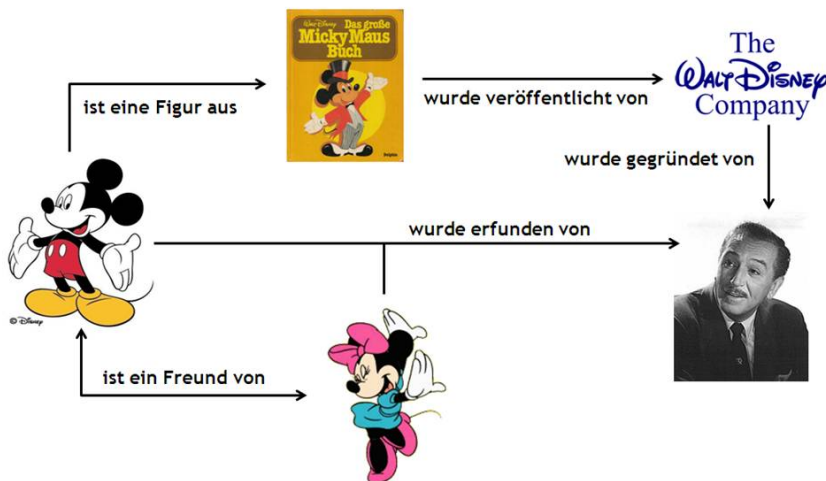 Walt Disney
Das große
Micky Maus
Buch
The
WALT DISNEY
Company
ist eine Figur aus
wurde veröffentlicht von
wurde gegründet von
wurde erfunden von
© Disney
ist ein Freund von